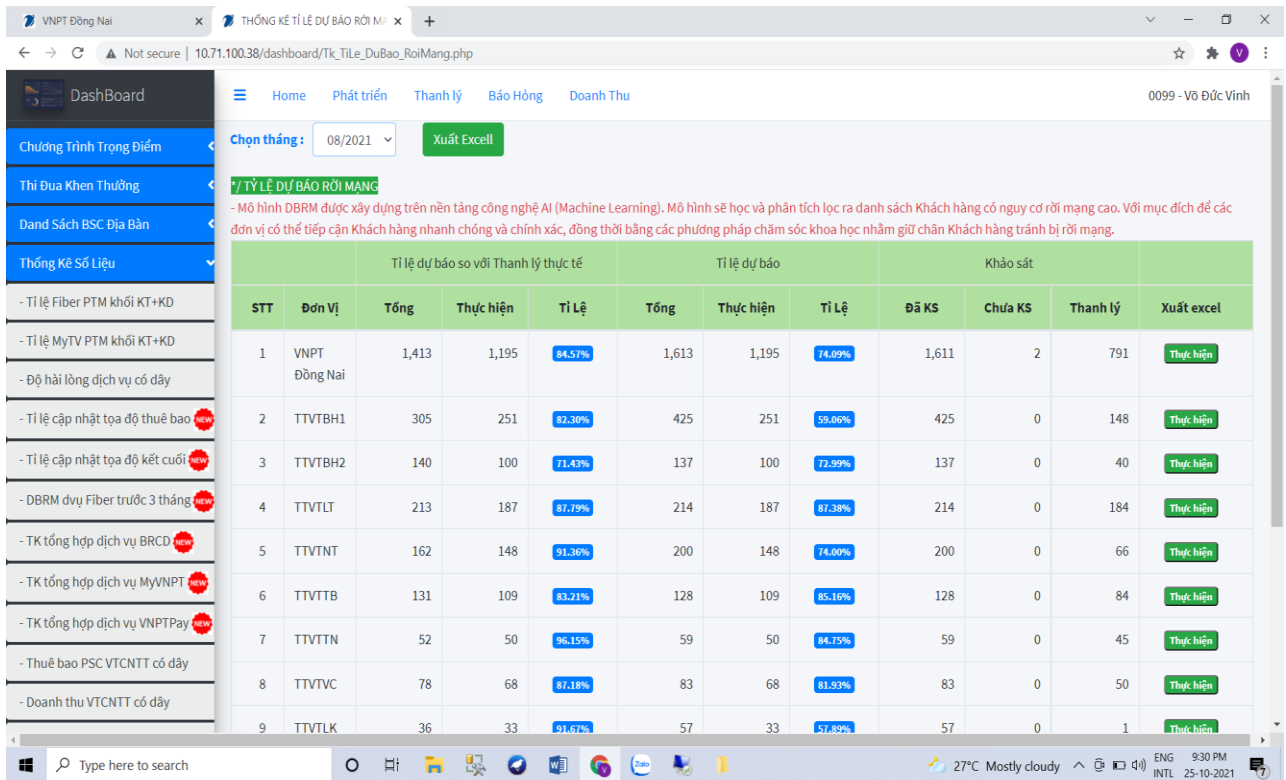 VNPT Đồng Nai
THỐNG KÊ TỈ LỆ DỰ BÁO RỜI MẠ
Not secure | 10.71.100.38/dashboard/Tk_TiLe_DuBao_RoiMang.php
V
DashBoard
Home Phát triển Thanh lý Báo Hỏng Doanh Thu
0099 - Võ Đức Vinh
Chương Trình Trọng Điểm
Thi Đua Khen Thưởng
Dand Sách BSC Địa Bàn
Thống Kê Số Liệu
- Tỉ lệ Fiber PTM khối KT+KD
- Tỉ lệ MyTV PTM khối KT+KD
- Độ hài lòng dịch vụ có dây
- Tỉ lệ cập nhật tọa độ thuê bao NEW
- Tỉ lệ cập nhật tọa độ kết cuối NEW
- DBRM dvụ Fiber trước 3 tháng NEW
- TK tổng hợp dịch vụ BRCD NEW
- TK tổng hợp dịch vụ MyVNPT NEW
- TK tổng hợp dịch vụ VNPTPay NEW
- Thuê bao PSC VTCNTT có dây
- Doanh thu VTCNTT có dây
Chọn tháng : 08/2021 Xuất Excell
*/ TỶ LỆ DỰ BÁO RỜI MẠNG
- Mô hình DBRM được xây dựng trên nền tảng công nghệ AI (Machine Learning). Mô hình sẽ học và phân tích lọc ra danh sách Khách hàng có nguy cơ rời mạng cao. Với mục đích để các
đơn vị có thể tiếp cận Khách hàng nhanh chóng và chính xác, đồng thời bằng các phương pháp chăm sóc khoa học nhằm giữ chân Khách hàng tránh bị rời mạng.
Tỉ lệ dự báo so với Thanh lý thực tế Tỉ lệ dự báo Khảo sát
STT Đơn Vị Tổng Thực hiện Tỉ Lệ Tổng Thực hiện Tỉ Lệ Đã KS Chưa KS Thanh lý Xuất excel
1 VNPT 1,413 1,195 84.57% 1,613 1,195 74.09% 1,611 2 791 Thực hiện
Đồng Nai
2 TTVTBH1 305 251 82.30% 425 251 59.06% 425 0 148 Thực hiện
3 TTVTBH2 140 100 71.43% 137 100 72.99% 137 0 40 Thực hiện
4 TTVTLT 213 187 87.79% 214 187 87.38% 214 0 184 Thực hiện
5 TTVTNT 162 148 91.36% 200 148 74.00% 200 0 66 Thực hiện
6 TTVTTB 131 109 83.21% 128 109 85.16% 128 0 84 Thực hiện
7 TTVTTN 52 50 96.15% 59 50 84.75% 59 0 45 Thực hiện
8 TTVTVC 78 68 87.18% 83 68 81.93% 83 0 50 Thực hiện
9 TTVTLK 36 33 91.67% 57 33 57.89% 57 0 1 Thực hiện
Type here to search
Zalo
27°C Mostly cloudy
ENG
INTL
9:30 PM
25-10-2021